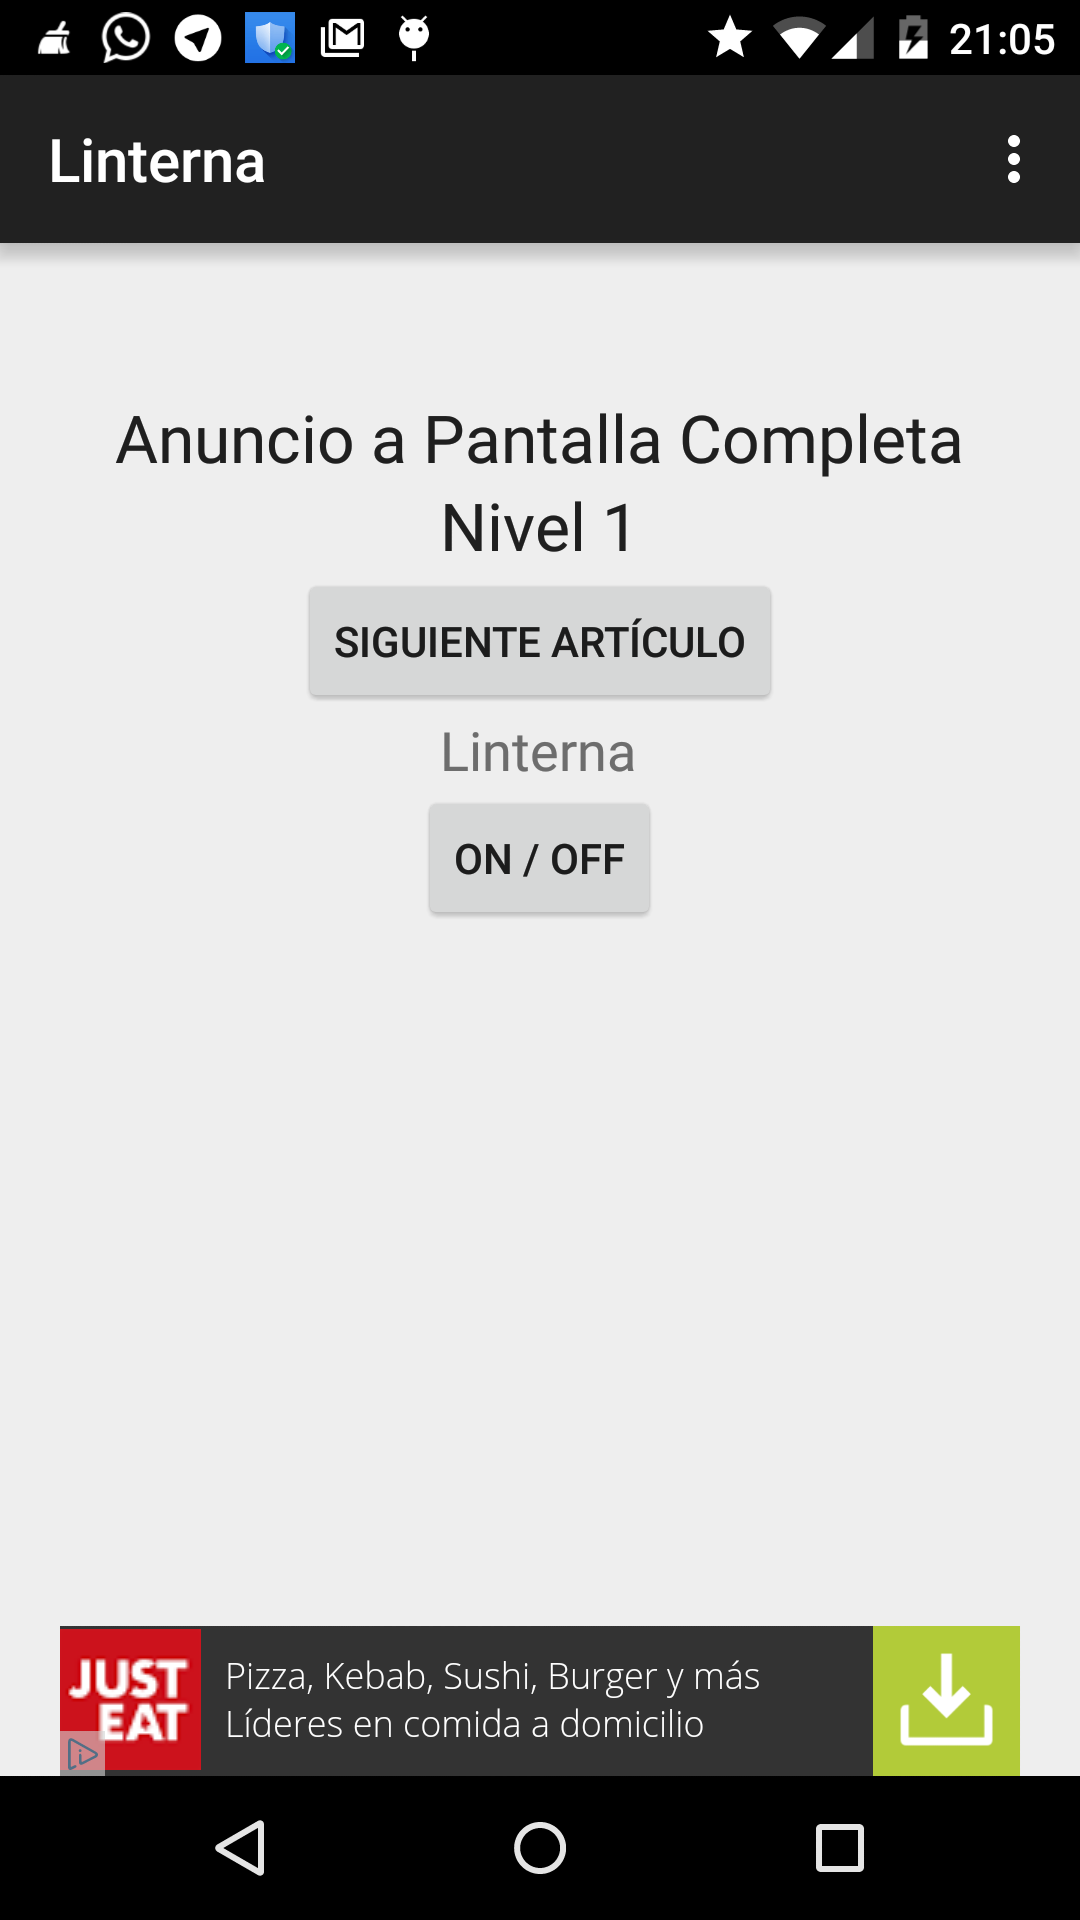 21:05
Linterna
Anuncio a Pantalla Completa
Nivel 1
SIGUIENTE ARTÍCULO
Linterna
ON / OFF
JUST
EAT
Pizza, Kebab, Sushi, Burger y más
Líderes en comida a domicilio